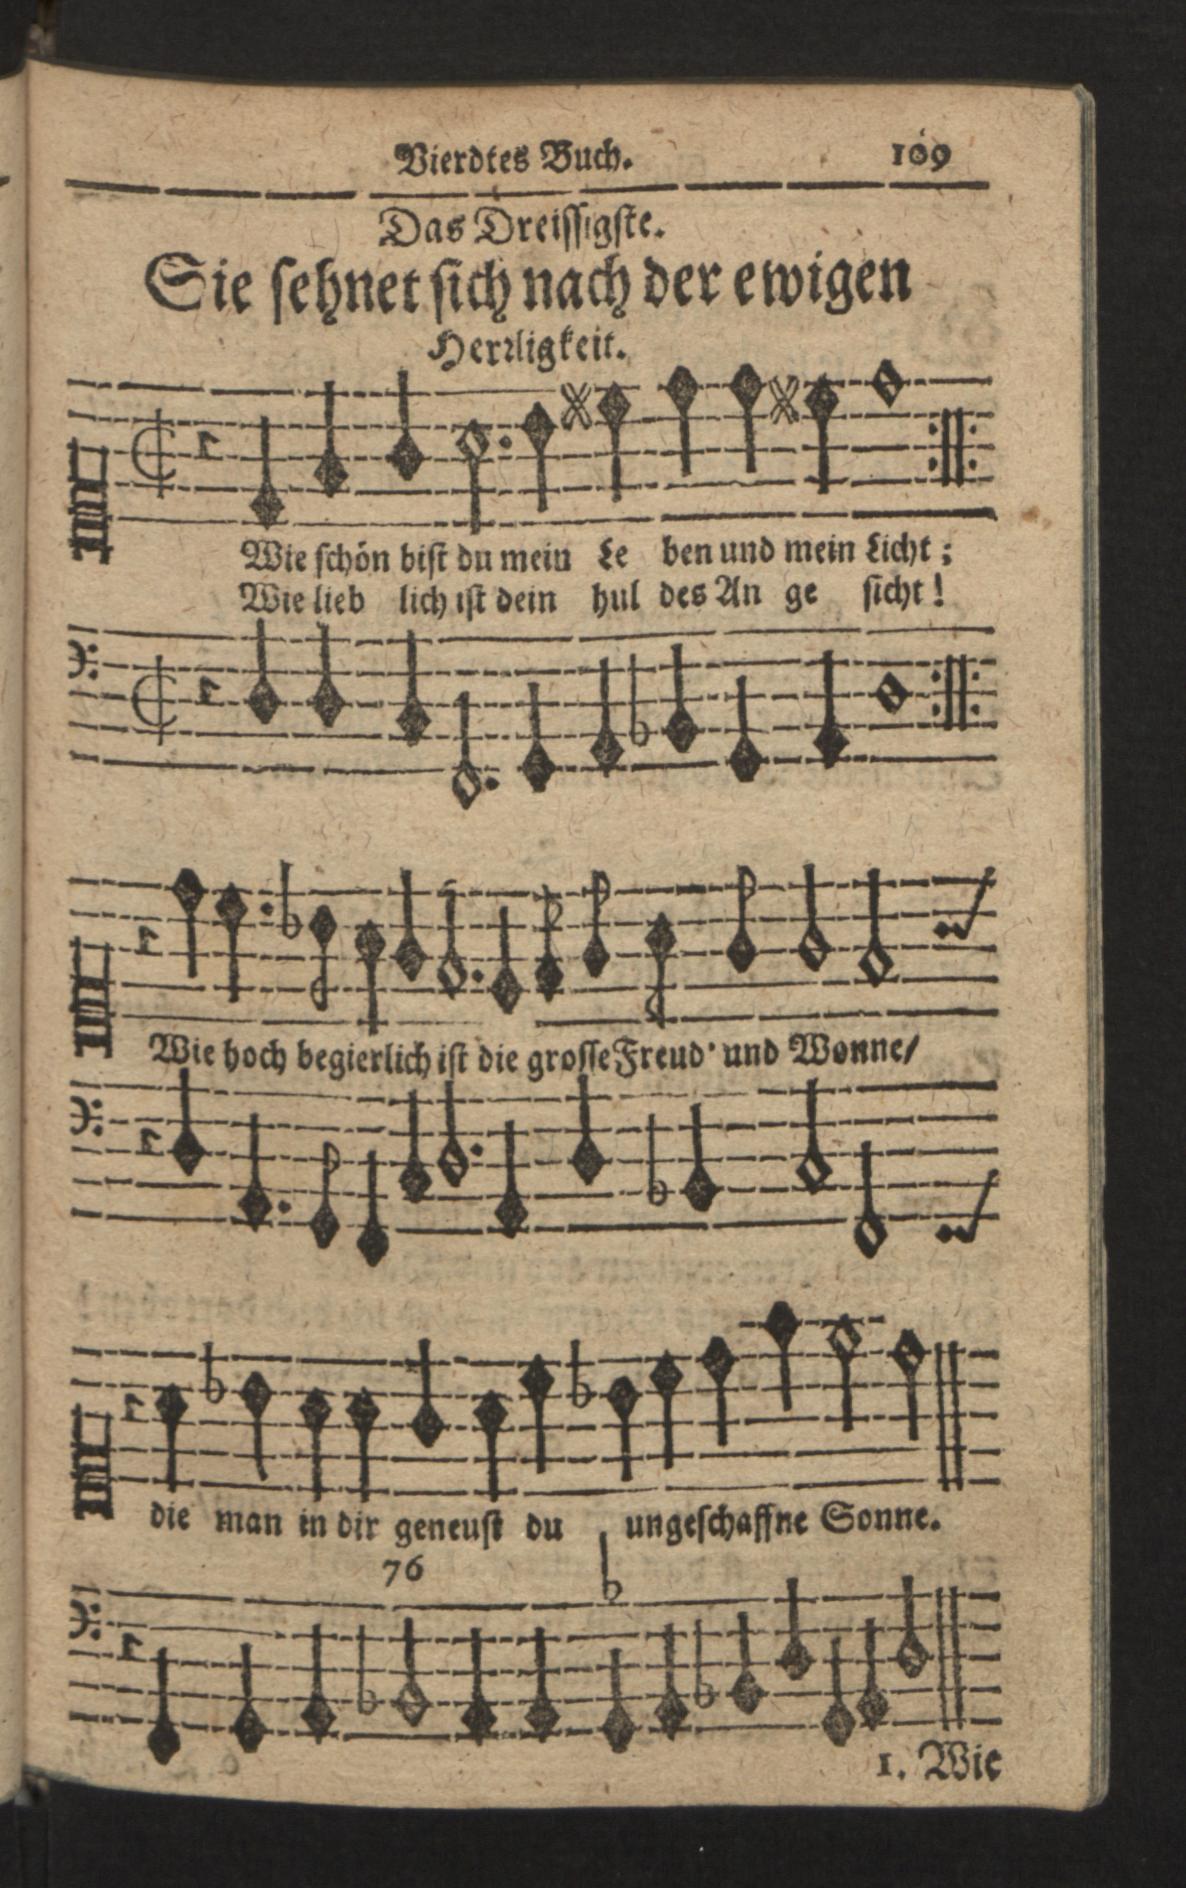 Vierdtes Buch. 109
Das Dreissigste.
Sie sehnet sich nach der ewigen
Herrligkeit.
Wie schön bist du mein Le ben und mein Licht ;
Wie lieb lich ist dein hul des An ge sicht !
Wie hoch begierlich ist die grosse Freud' und Wonne/
die man in dir geneust du ungeschaffne Sonne.
76
1. Wie